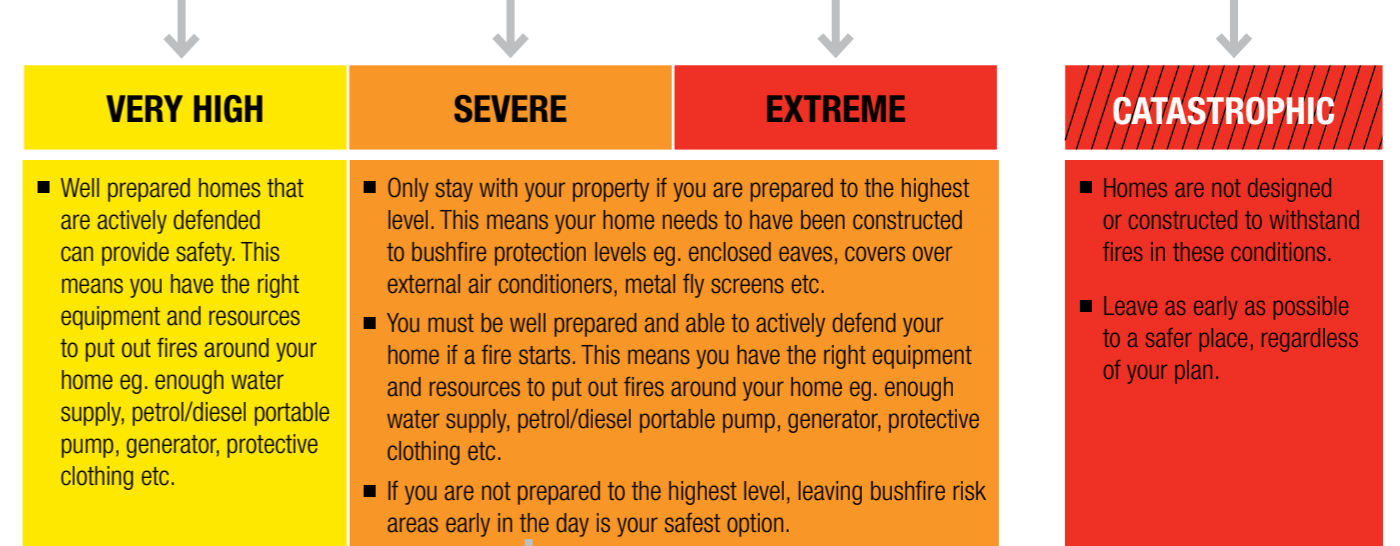 VERY HIGH
SEVERE
EXTREME
CATASTROPHIC
■ Well prepared homes that
are actively defended
can provide safety. This
means you have the right
equipment and resources
to put out fires around your
home eg. enough water
supply, petrol/diesel portable
pump, generator, protective
clothing etc.
■ Only stay with your property if you are prepared to the highest
level. This means your home needs to have been constructed
to bushfire protection levels eg. enclosed eaves, covers over
external air conditioners, metal fly screens etc.
■ You must be well prepared and able to actively defend your
home if a fire starts. This means you have the right equipment
and resources to put out fires around your home eg. enough
water supply, petrol/diesel portable pump, generator, protective
clothing etc.
■ If you are not prepared to the highest level, leaving bushfire risk
areas early in the day is your safest option.
■ Homes are not designed
or constructed to withstand
fires in these conditions.
■ Leave as early as possible
to a safer place, regardless
of your plan.